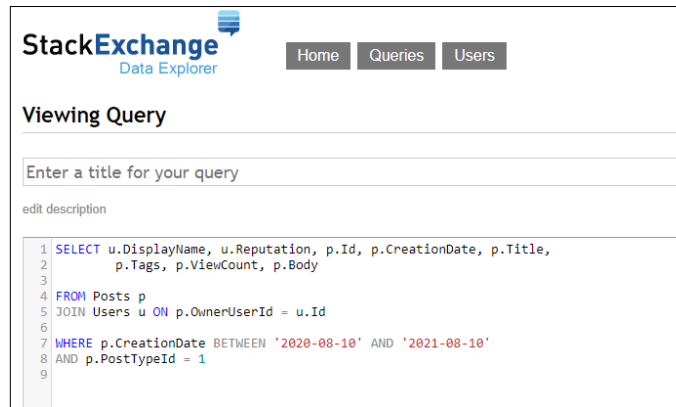 StackExchange
Data Explorer
Home Queries Users
Viewing Query
Enter a title for your query
edit description
1 SELECT u.DisplayName, u.Reputation, p.Id, p.CreationDate, p.Title,
2 p.Tags, p.ViewCount, p.Body
3
4 FROM Posts p
5 JOIN Users u ON p.OwnerUserId = u.Id
6
7 WHERE p.CreationDate BETWEEN '2020-08-10' AND '2021-08-10'
8 AND p.PostTypeId = 1
9